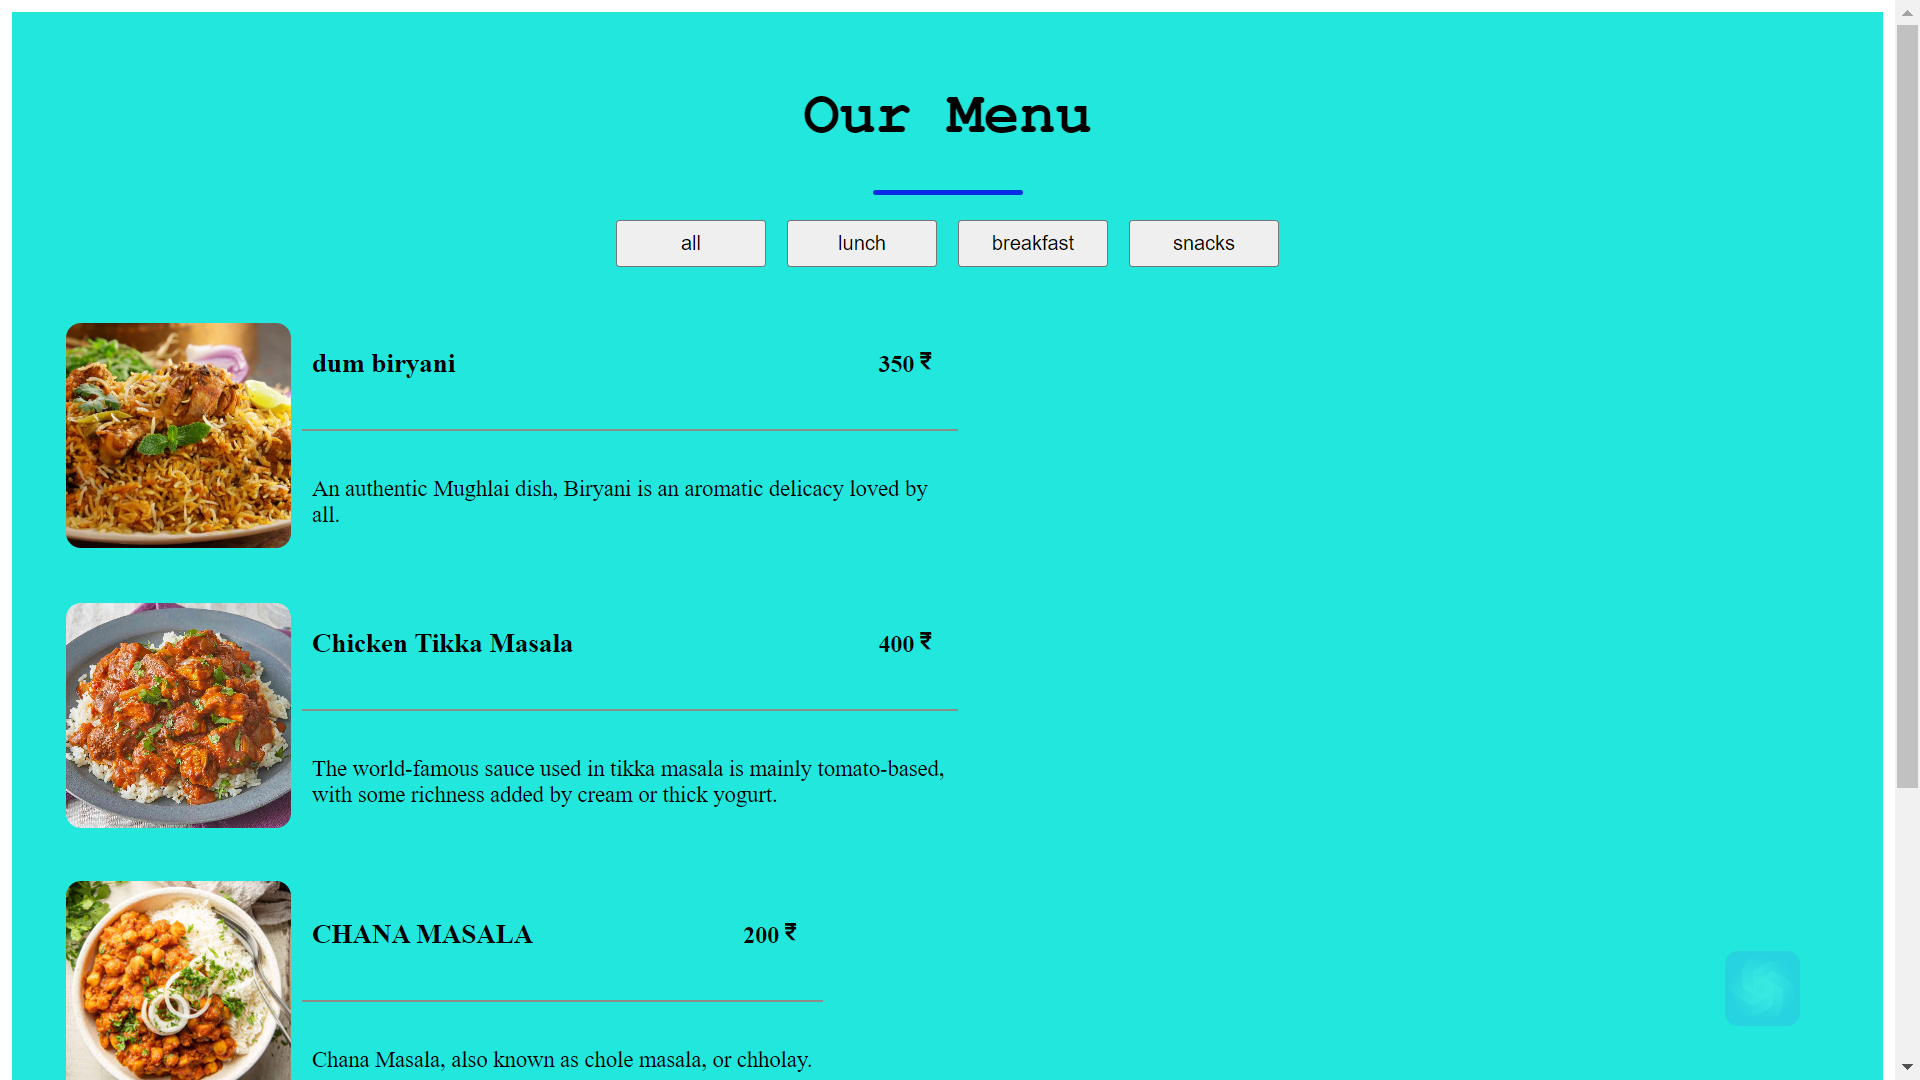 Our Menu
all
lunch
breakfast
snacks
dum biryani
350 ₹
An authentic Mughlai dish, Biryani is an aromatic delicacy loved by
all.
Chicken Tikka Masala
400 ₹
The world-famous sauce used in tikka masala is mainly tomato-based,
with some richness added by cream or thick yogurt.
CHANA MASALA
200 ₹
Chana Masala, also known as chole masala, or chholay.